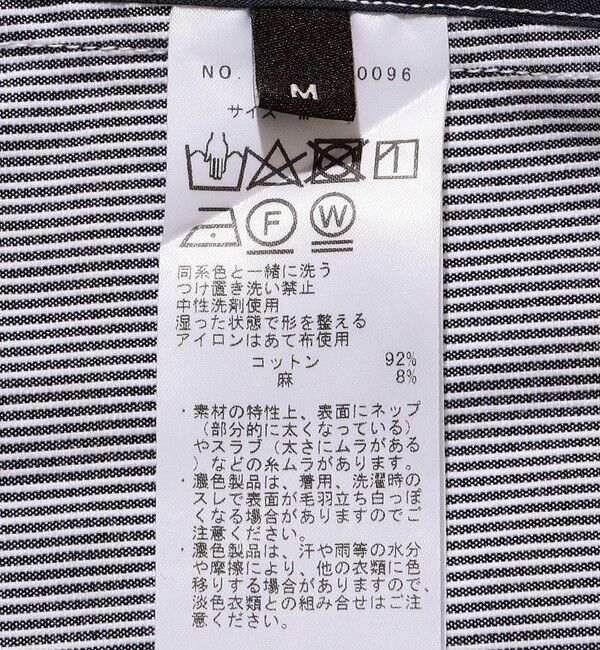 NO. 0096
M
サイズ
F W
同系色と一緒に洗う
つけ置き洗い禁止
中性洗剤使用
湿った状態で形を整える
アイロンはあて布使用
コットン 92%
麻 8%
・素材の特性上、表面にネップ
（部分的に太くなっている）
やスラブ（太さにムラがある
）などの糸ムラがあります。
・濃色製品は、着用、洗濯時の
スレで表面が毛羽立ち白っぽ
くなる場合がありますのでご
注意ください。
・濃色製品は、汗や雨等の水分
や摩擦により、他の衣類に色
移りする場合がありますので、
淡色衣類との組み合せはご注
意ください。